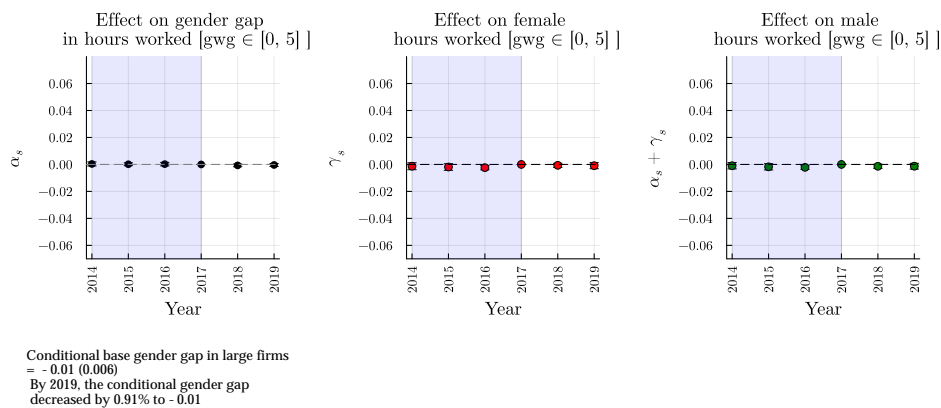 Effect on gender gap
in hours worked [gwg ∈ [0, 5] ]
0.06
0.04
0.02
0.00
−0.02
−0.04
−0.06
α_s
2014
2015
2016
2017
2018
2019
Year
Effect on female
hours worked [gwg ∈ [0, 5] ]
0.06
0.04
0.02
0.00
−0.02
−0.04
−0.06
γ_s
2014
2015
2016
2017
2018
2019
Year
Effect on male
hours worked [gwg ∈ [0, 5] ]
0.06
0.04
0.02
0.00
−0.02
−0.04
−0.06
α_s + γ_s
2014
2015
2016
2017
2018
2019
Year
Conditional base gender gap in large firms
= - 0.01 (0.006)
By 2019, the conditional gender gap
decreased by 0.91% to - 0.01